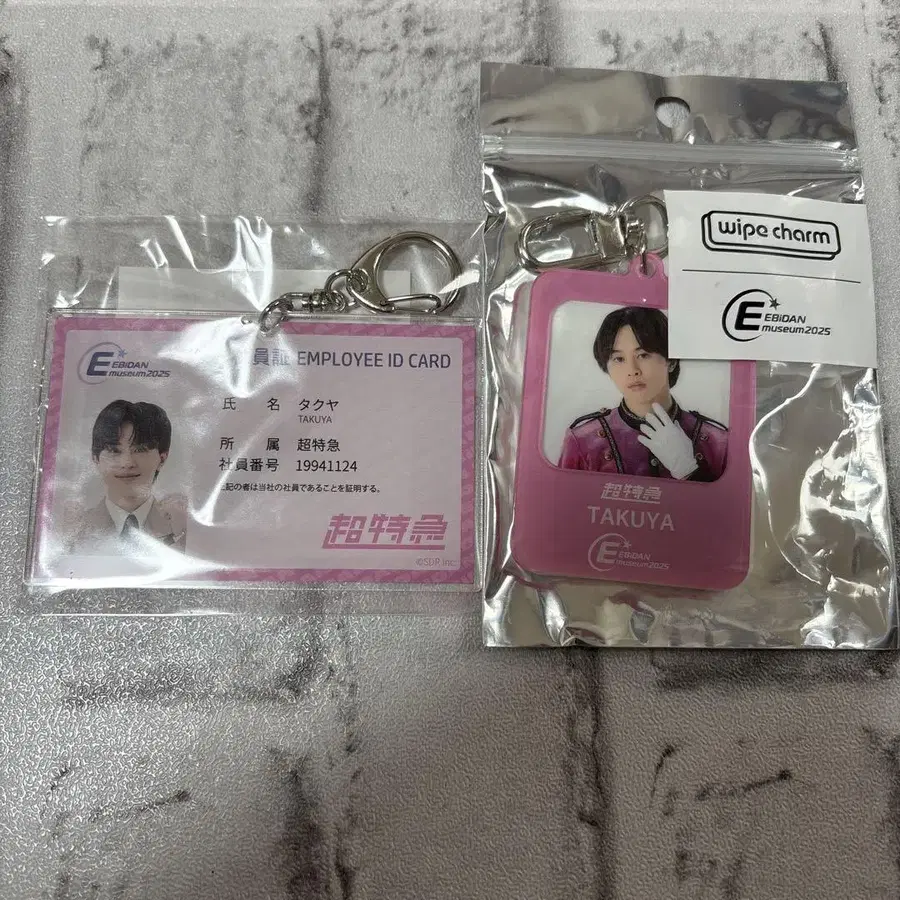 EBiDAN
museum2025
員証 EMPLOYEE ID CARD
氏 名 タクヤ
TAKUYA
所 属 超特急
社員番号 19941124
上記の者は当社の社員であることを証明する。
超特急
©SDP Inc.
wipe charm
EBiDAN
museum2025
超特急
TAKUYA
EBiDAN
museum2025